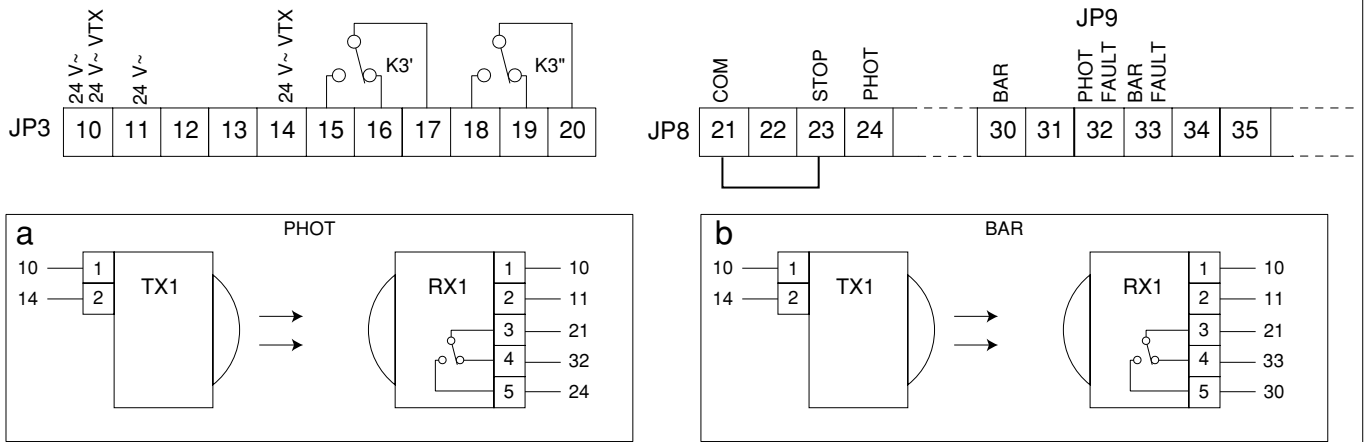 24 V~
24 V~ VTX
24 V~
24 V~ VTX
K3'
K3"
JP3 10 11 12 13 14 15 16 17 18 19 20
JP9
COM
STOP
PHOT
BAR
PHOT
FAULT
BAR
FAULT
JP8 21 22 23 24 30 31 32 33 34 35
a PHOT
10 1
14 2
TX1
RX1
1 10
2 11
3 21
4 32
5 24
b BAR
10 1
14 2
TX1
RX1
1 10
2 11
3 21
4 33
5 30